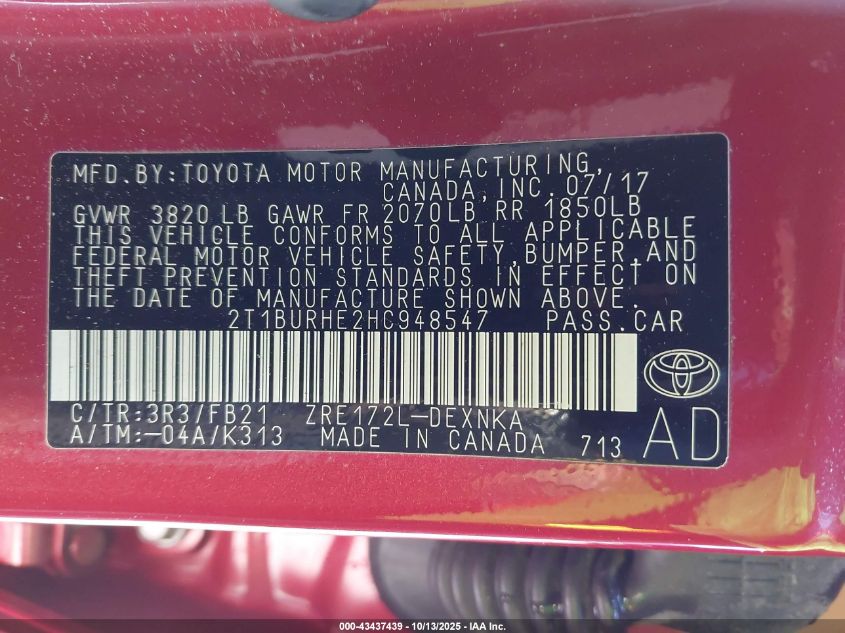 MFD.BY:TOYOTA MOTOR MANUFACTURING,
CANADA,INC.07/17
GVWR 3820 LB GAWR FR 2070LB RR 1850LB
THIS VEHICLE CONFORMS TO ALL APPLICABLE
FEDERAL MOTOR VEHICLE SAFETY,BUMPER,AND
THEFT PREVENTION STANDARDS IN EFFECT ON
THE DATE OF MANUFACTURE SHOWN ABOVE.
2T1BURHE2HC948547 PASS.CAR
C/TR:3R3/FB21 ZRE172L-DEXNKA
A/TM:-04A/K313 MADE IN CANADA 713
AD
000-43437439 - 10/13/2025 - IAA Inc.